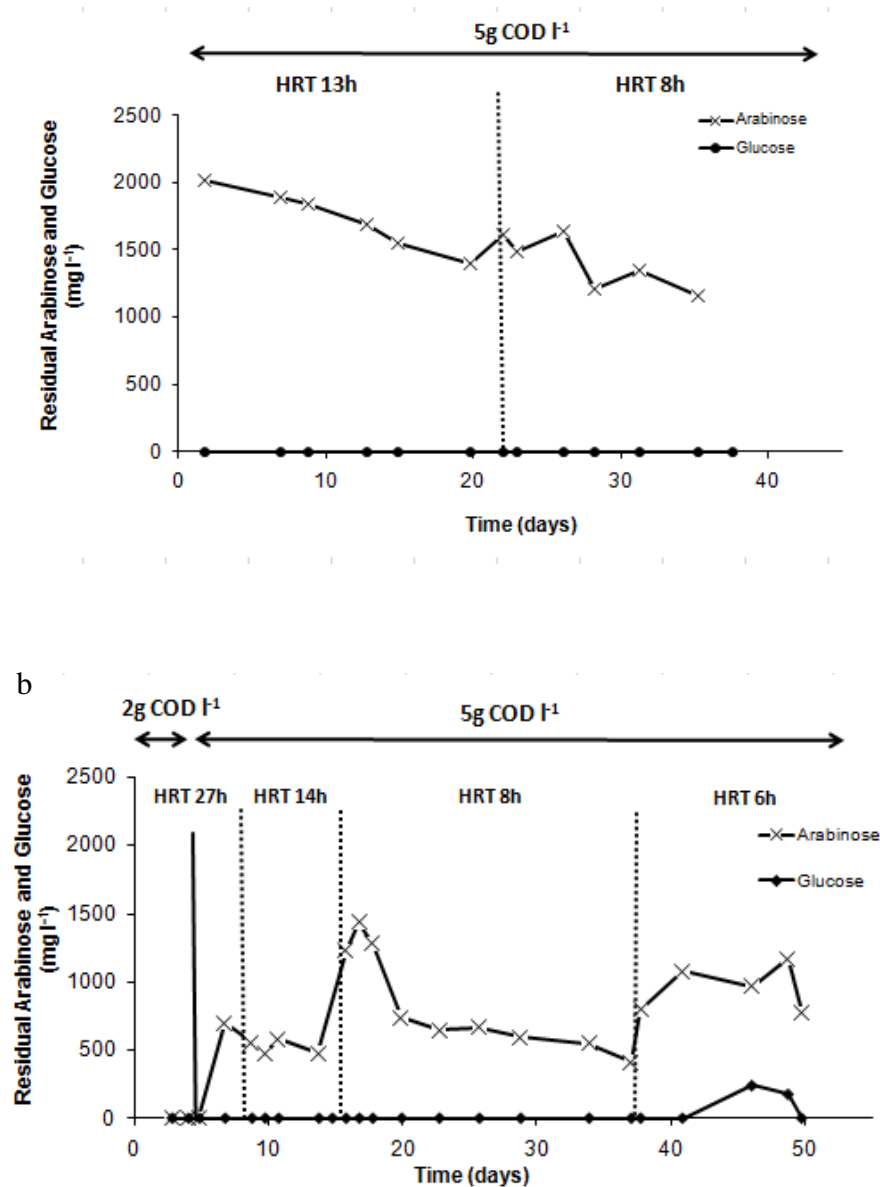 5g COD l-1
HRT 13h HRT 8h
2500
2000
1500
1000
500
0
Residual Arabinose and Glucose
(mg l-1)
Arabinose
Glucose
0 10 20 30 40
Time (days)
b
2g COD l-1 5g COD l-1
HRT 27h HRT 14h HRT 8h HRT 6h
2500
2000
1500
1000
500
0
Residual Arabinose and Glucose
(mg l-1)
Arabinose
Glucose
0 10 20 30 40 50
Time (days)